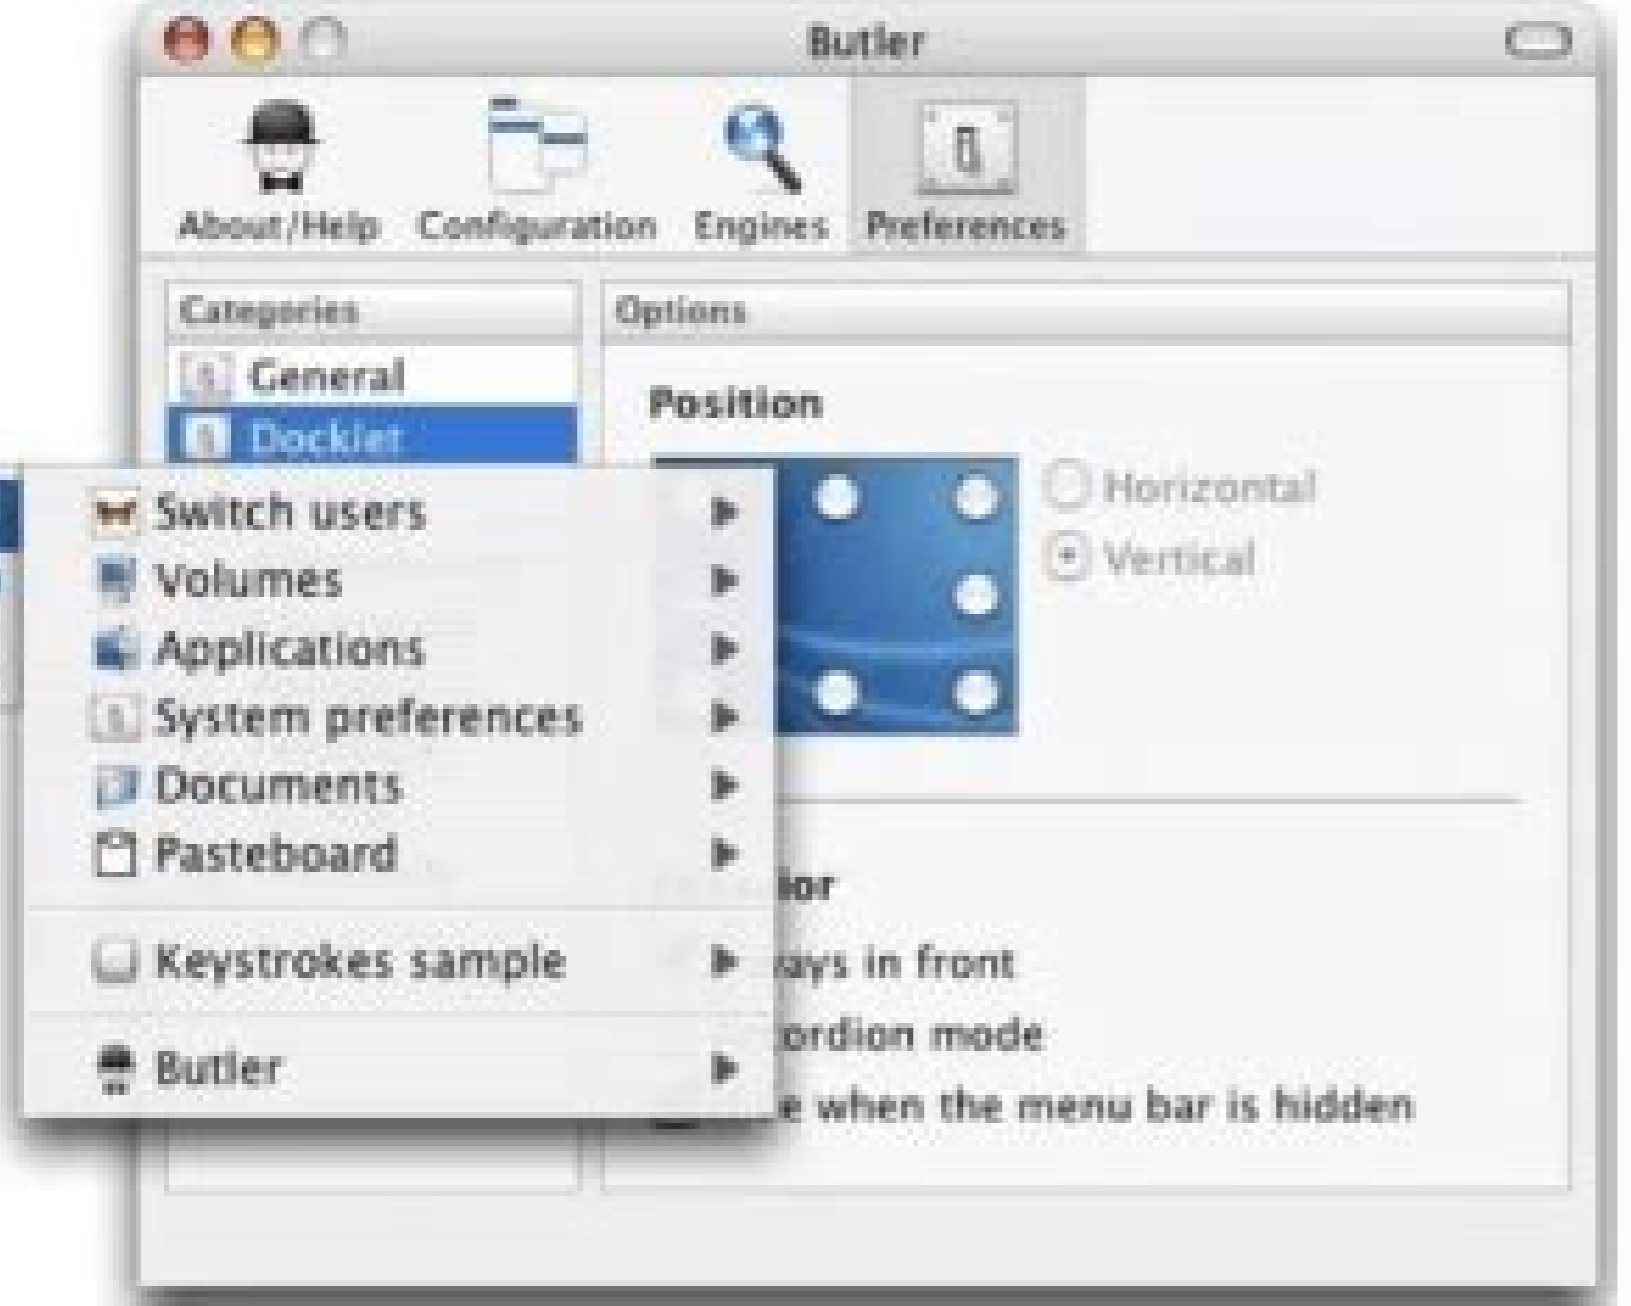 Butler
About/Help Configuration Engines Preferences
Categories
General
Docklet
Options
Position
Horizontal
Vertical
Switch users
Volumes
Applications
System preferences
Documents
Pasteboard
Keystrokes sample
Butler
ior
ays in front
ordion mode
e when the menu bar is hidden